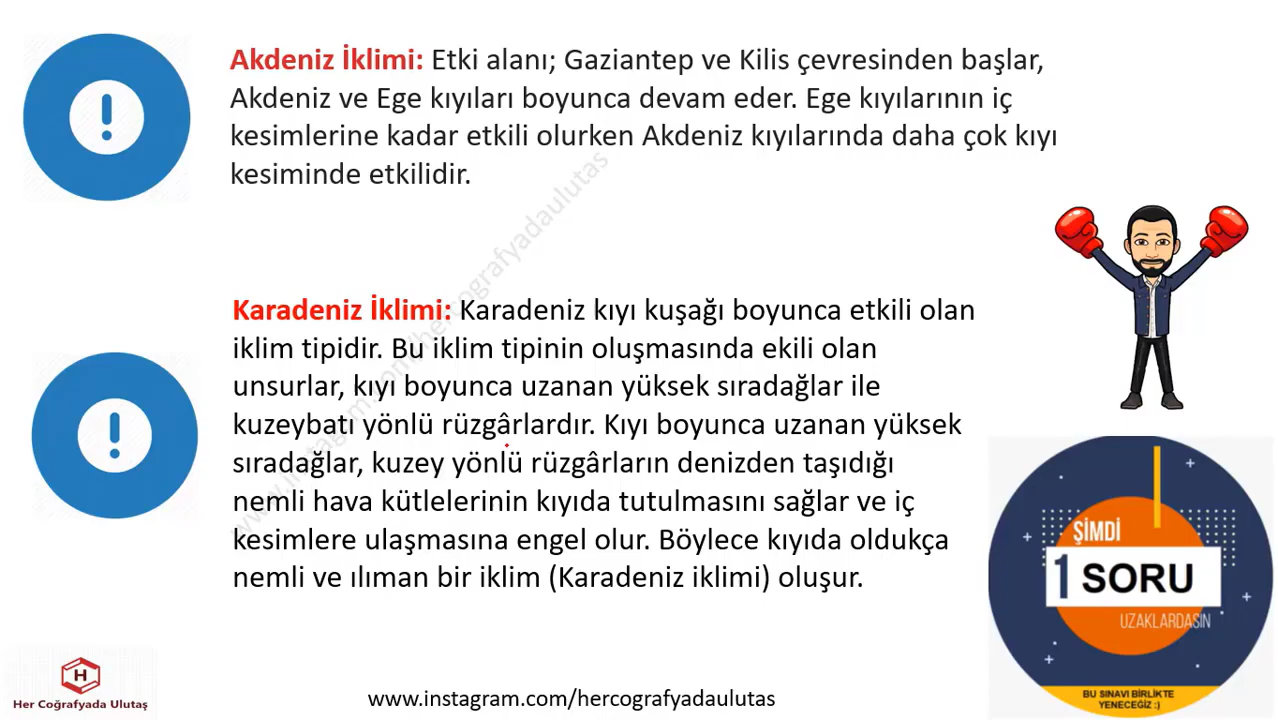 Akdeniz İklimi: Etki alanı; Gaziantep ve Kilis çevresinden başlar,
Akdeniz ve Ege kıyıları boyunca devam eder. Ege kıyılarının iç
kesimlerine kadar etkili olurken Akdeniz kıyılarında daha çok kıyı
kesiminde etkilidir.
www.instagram.com/hercografyadaulutas
Karadeniz İklimi: Karadeniz kıyı kuşağı boyunca etkili olan
iklim tipidir. Bu iklim tipinin oluşmasında ekili olan
unsurlar, kıyı boyunca uzanan yüksek sıradağlar ile
kuzeybatı yönlü rüzgârlardır. Kıyı boyunca uzanan yüksek
sıradağlar, kuzey yönlü rüzgârların denizden taşıdığı
nemli hava kütlelerinin kıyıda tutulmasını sağlar ve iç
kesimlere ulaşmasına engel olur. Böylece kıyıda oldukça
nemli ve ılıman bir iklim (Karadeniz iklimi) oluşur.
ŞİMDİ
1 SORU
UZAKLARDASIN
BU SINAVI BİRLİKTE
YENECEĞİZ ;)
H
Her Coğrafyada Ulutaş
www.instagram.com/hercografyadaulutas